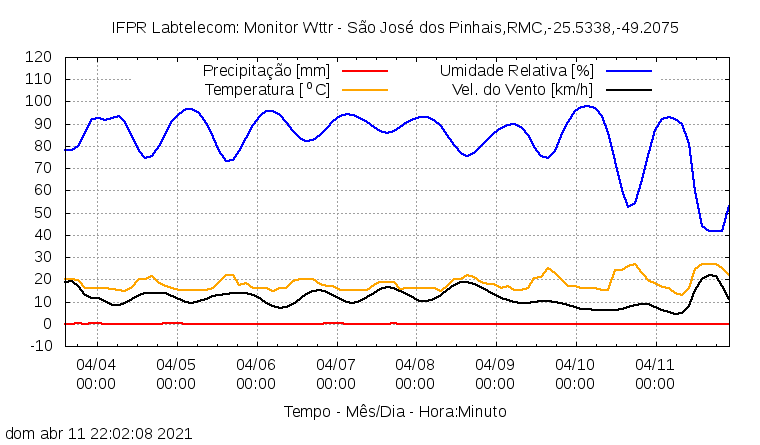 IFPR Labtelecom: Monitor Wttr - São José dos Pinhais,RMC,-25.5338,-49.2075
120
110
100
90
80
70
60
50
40
30
20
10
0
-10
Precipitação [mm]
Temperatura [⁰C]
Umidade Relativa [%]
Vel. do Vento [km/h]
04/04 04/05 04/06 04/07 04/08 04/09 04/10 04/11
00:00 00:00 00:00 00:00 00:00 00:00 00:00 00:00
Tempo - Mês/Dia - Hora:Minuto
dom abr 11 22:02:08 2021